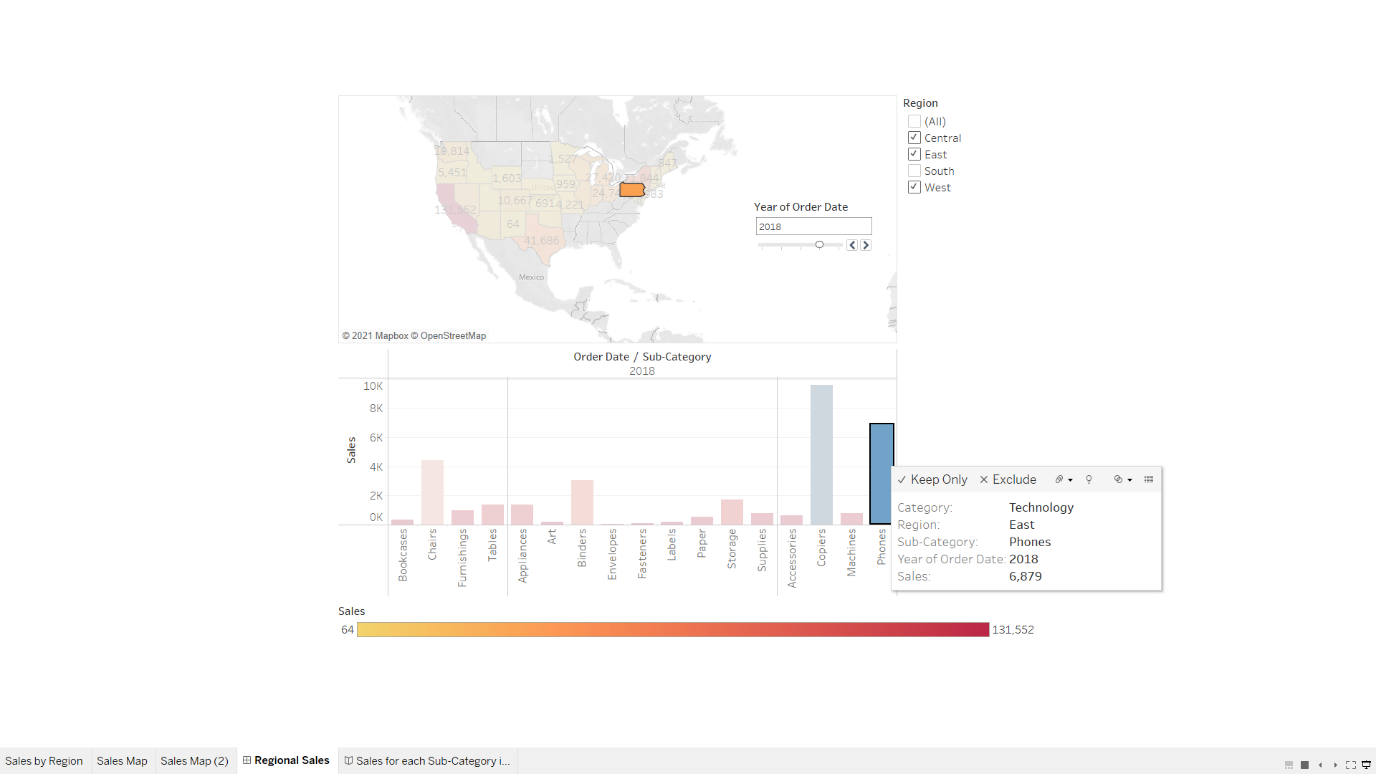 Region
(All)
Central
East
South
West
Year of Order Date
2018
18,814
1,527
847
5,451
1,603
959
10,667
6914,221
131,552
64
41,686
Mexico
© 2021 Mapbox © OpenStreetMap
Order Date / Sub-Category
2018
Sales
10K
8K
6K
4K
2K
0K
Bookcases
Chairs
Furnishings
Tables
Appliances
Art
Binders
Envelopes
Fasteners
Labels
Paper
Storage
Supplies
Accessories
Copiers
Machines
Phones
Keep Only
Exclude
Category: Technology
Region: East
Sub-Category: Phones
Year of Order Date: 2018
Sales: 6,879
Sales
64
131,552
Sales by Region
Sales Map
Sales Map (2)
Regional Sales
Sales for each Sub-Category i...